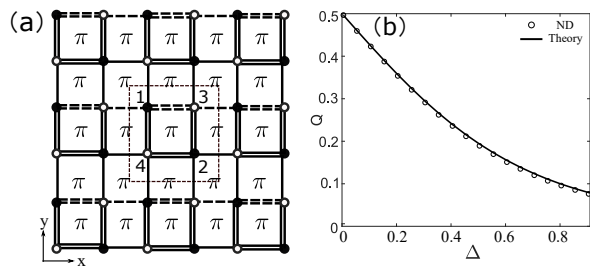 (a)
π π π π π
π π π π π
1 3
π π π π π
4 2
π π π π π
π π π π π
y
x
(b)
0.5
0.4
0.3
0.2
0.1
0
Q
ND
Theory
0 0.2 0.4 0.6 0.8
Δ